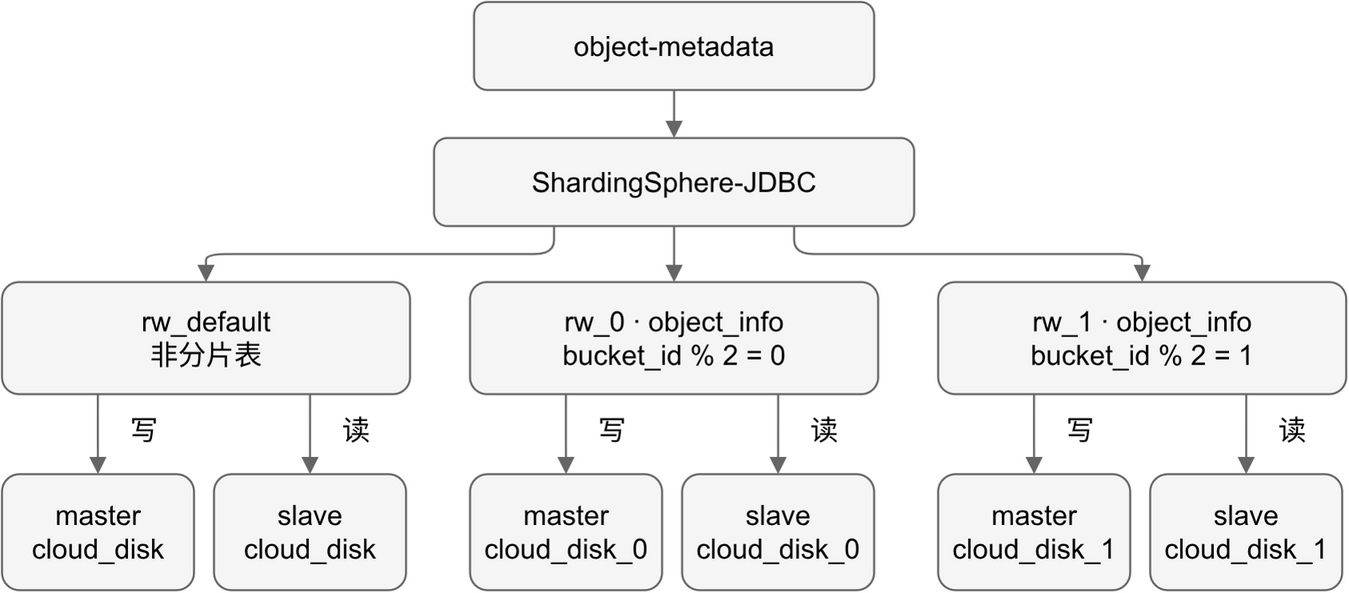 object-metadata
ShardingSphere-JDBC
rw_default
非分片表
rw_0 · object_info
bucket_id % 2 = 0
rw_1 · object_info
bucket_id % 2 = 1
写
读
写
读
写
读
master
cloud_disk
slave
cloud_disk
master
cloud_disk_0
slave
cloud_disk_0
master
cloud_disk_1
slave
cloud_disk_1